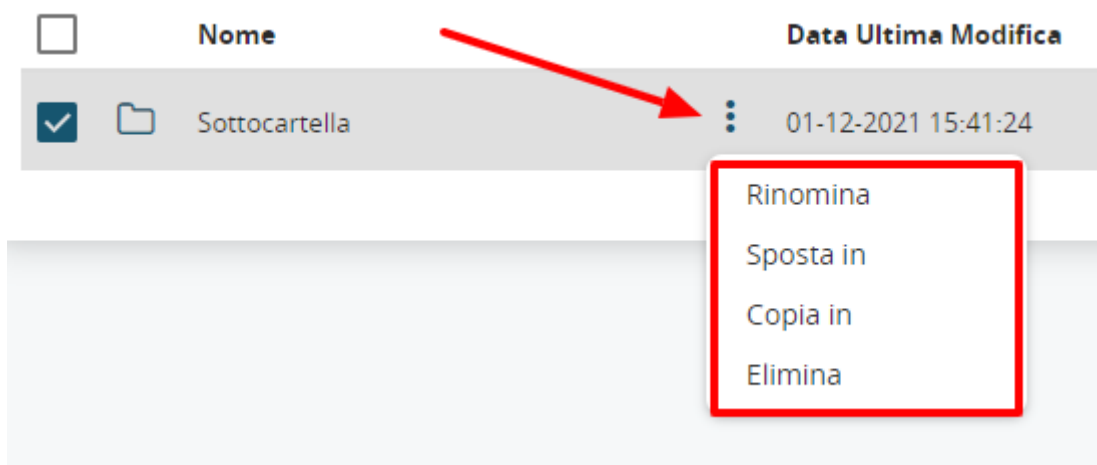 Nome Data Ultima Modifica
Sottocartella 01-12-2021 15:41:24
Rinomina
Sposta in
Copia in
Elimina